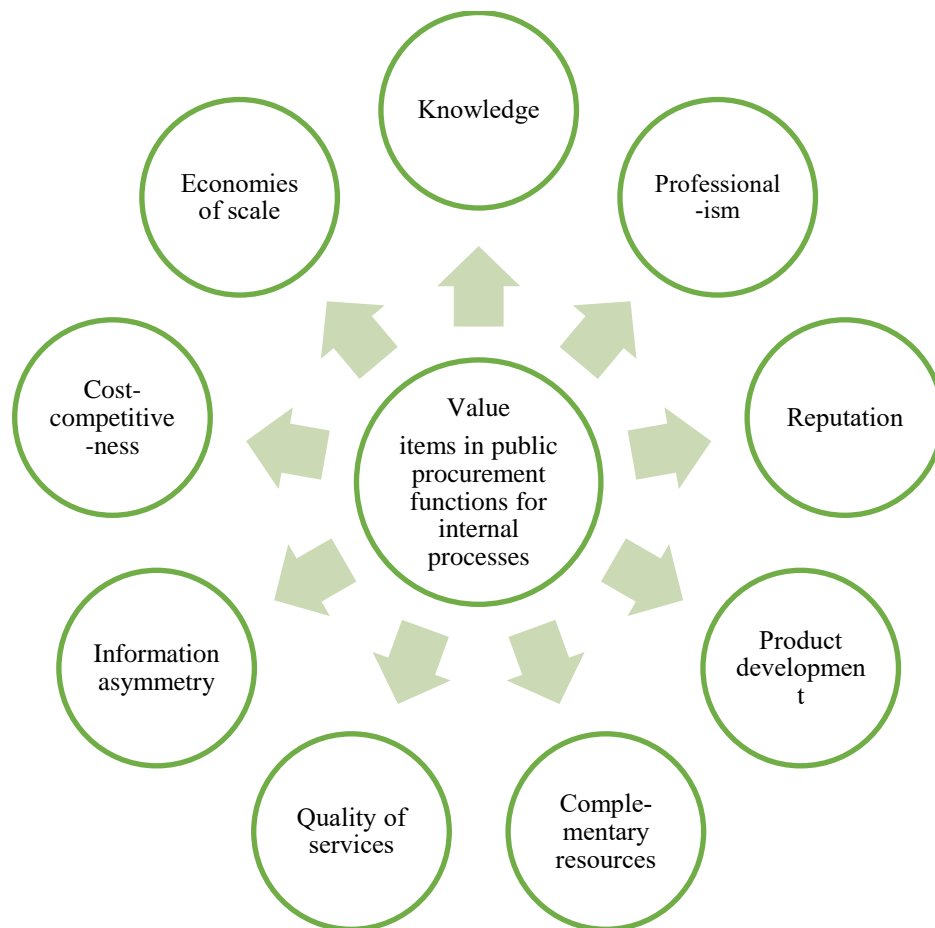 Knowledge
Professional
-ism
Reputation
Product
developmen
t
Comple-
mentary
resources
Quality of
services
Information
asymmetry
Cost-
competitive
-ness
Economies
of scale
Value
items in public
procurement
functions for
internal
processes